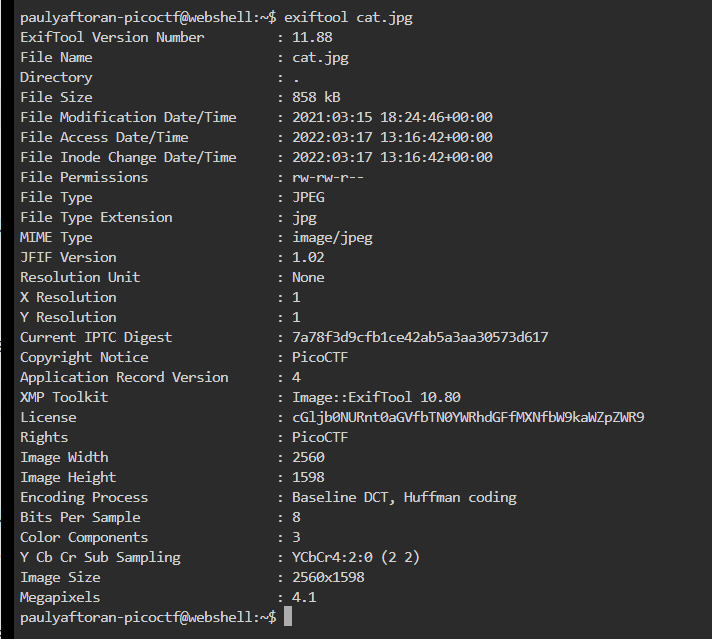 paulyaftoran-picoctf@webshell:~$ exiftool cat.jpg
ExifTool Version Number         : 11.88
File Name                       : cat.jpg
Directory                       : .
File Size                       : 858 kB
File Modification Date/Time     : 2021:03:15 18:24:46+00:00
File Access Date/Time           : 2022:03:17 13:16:42+00:00
File Inode Change Date/Time     : 2022:03:17 13:16:42+00:00
File Permissions                : rw-rw-r--
File Type                       : JPEG
File Type Extension             : jpg
MIME Type                       : image/jpeg
JFIF Version                    : 1.02
Resolution Unit                 : None
X Resolution                    : 1
Y Resolution                    : 1
Current IPTC Digest             : 7a78f3d9cfb1ce42ab5a3aa30573d617
Copyright Notice                : PicoCTF
Application Record Version      : 4
XMP Toolkit                     : Image::ExifTool 10.80
License                         : cGljb0NURnt0aGVfbTN0YWRhdGFfMXNfbW9kaWZpZWR9
Rights                          : PicoCTF
Image Width                     : 2560
Image Height                    : 1598
Encoding Process                : Baseline DCT, Huffman coding
Bits Per Sample                 : 8
Color Components                : 3
Y Cb Cr Sub Sampling            : YCbCr4:2:0 (2 2)
Image Size                      : 2560x1598
Megapixels                      : 4.1
paulyaftoran-picoctf@webshell:~$